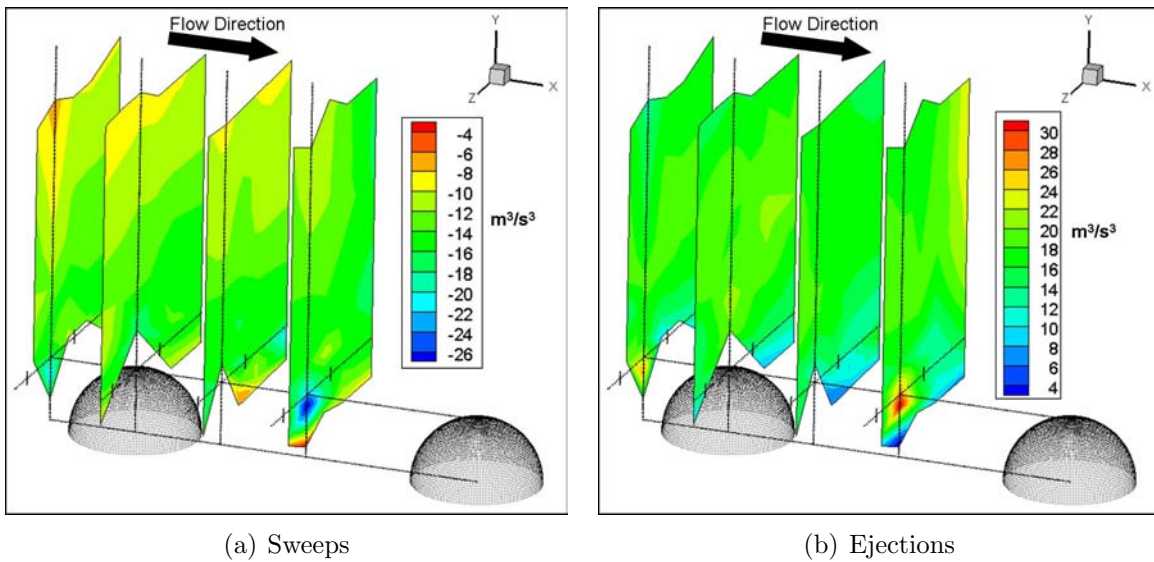 Flow Direction
Y
X
Z
-4
-6
-8
-10
-12
-14
-16
-18
-20
-22
-24
-26
m³/s³
(a) Sweeps
Flow Direction
Y
X
Z
30
28
26
24
22
20
18
16
14
12
10
8
6
4
m³/s³
(b) Ejections